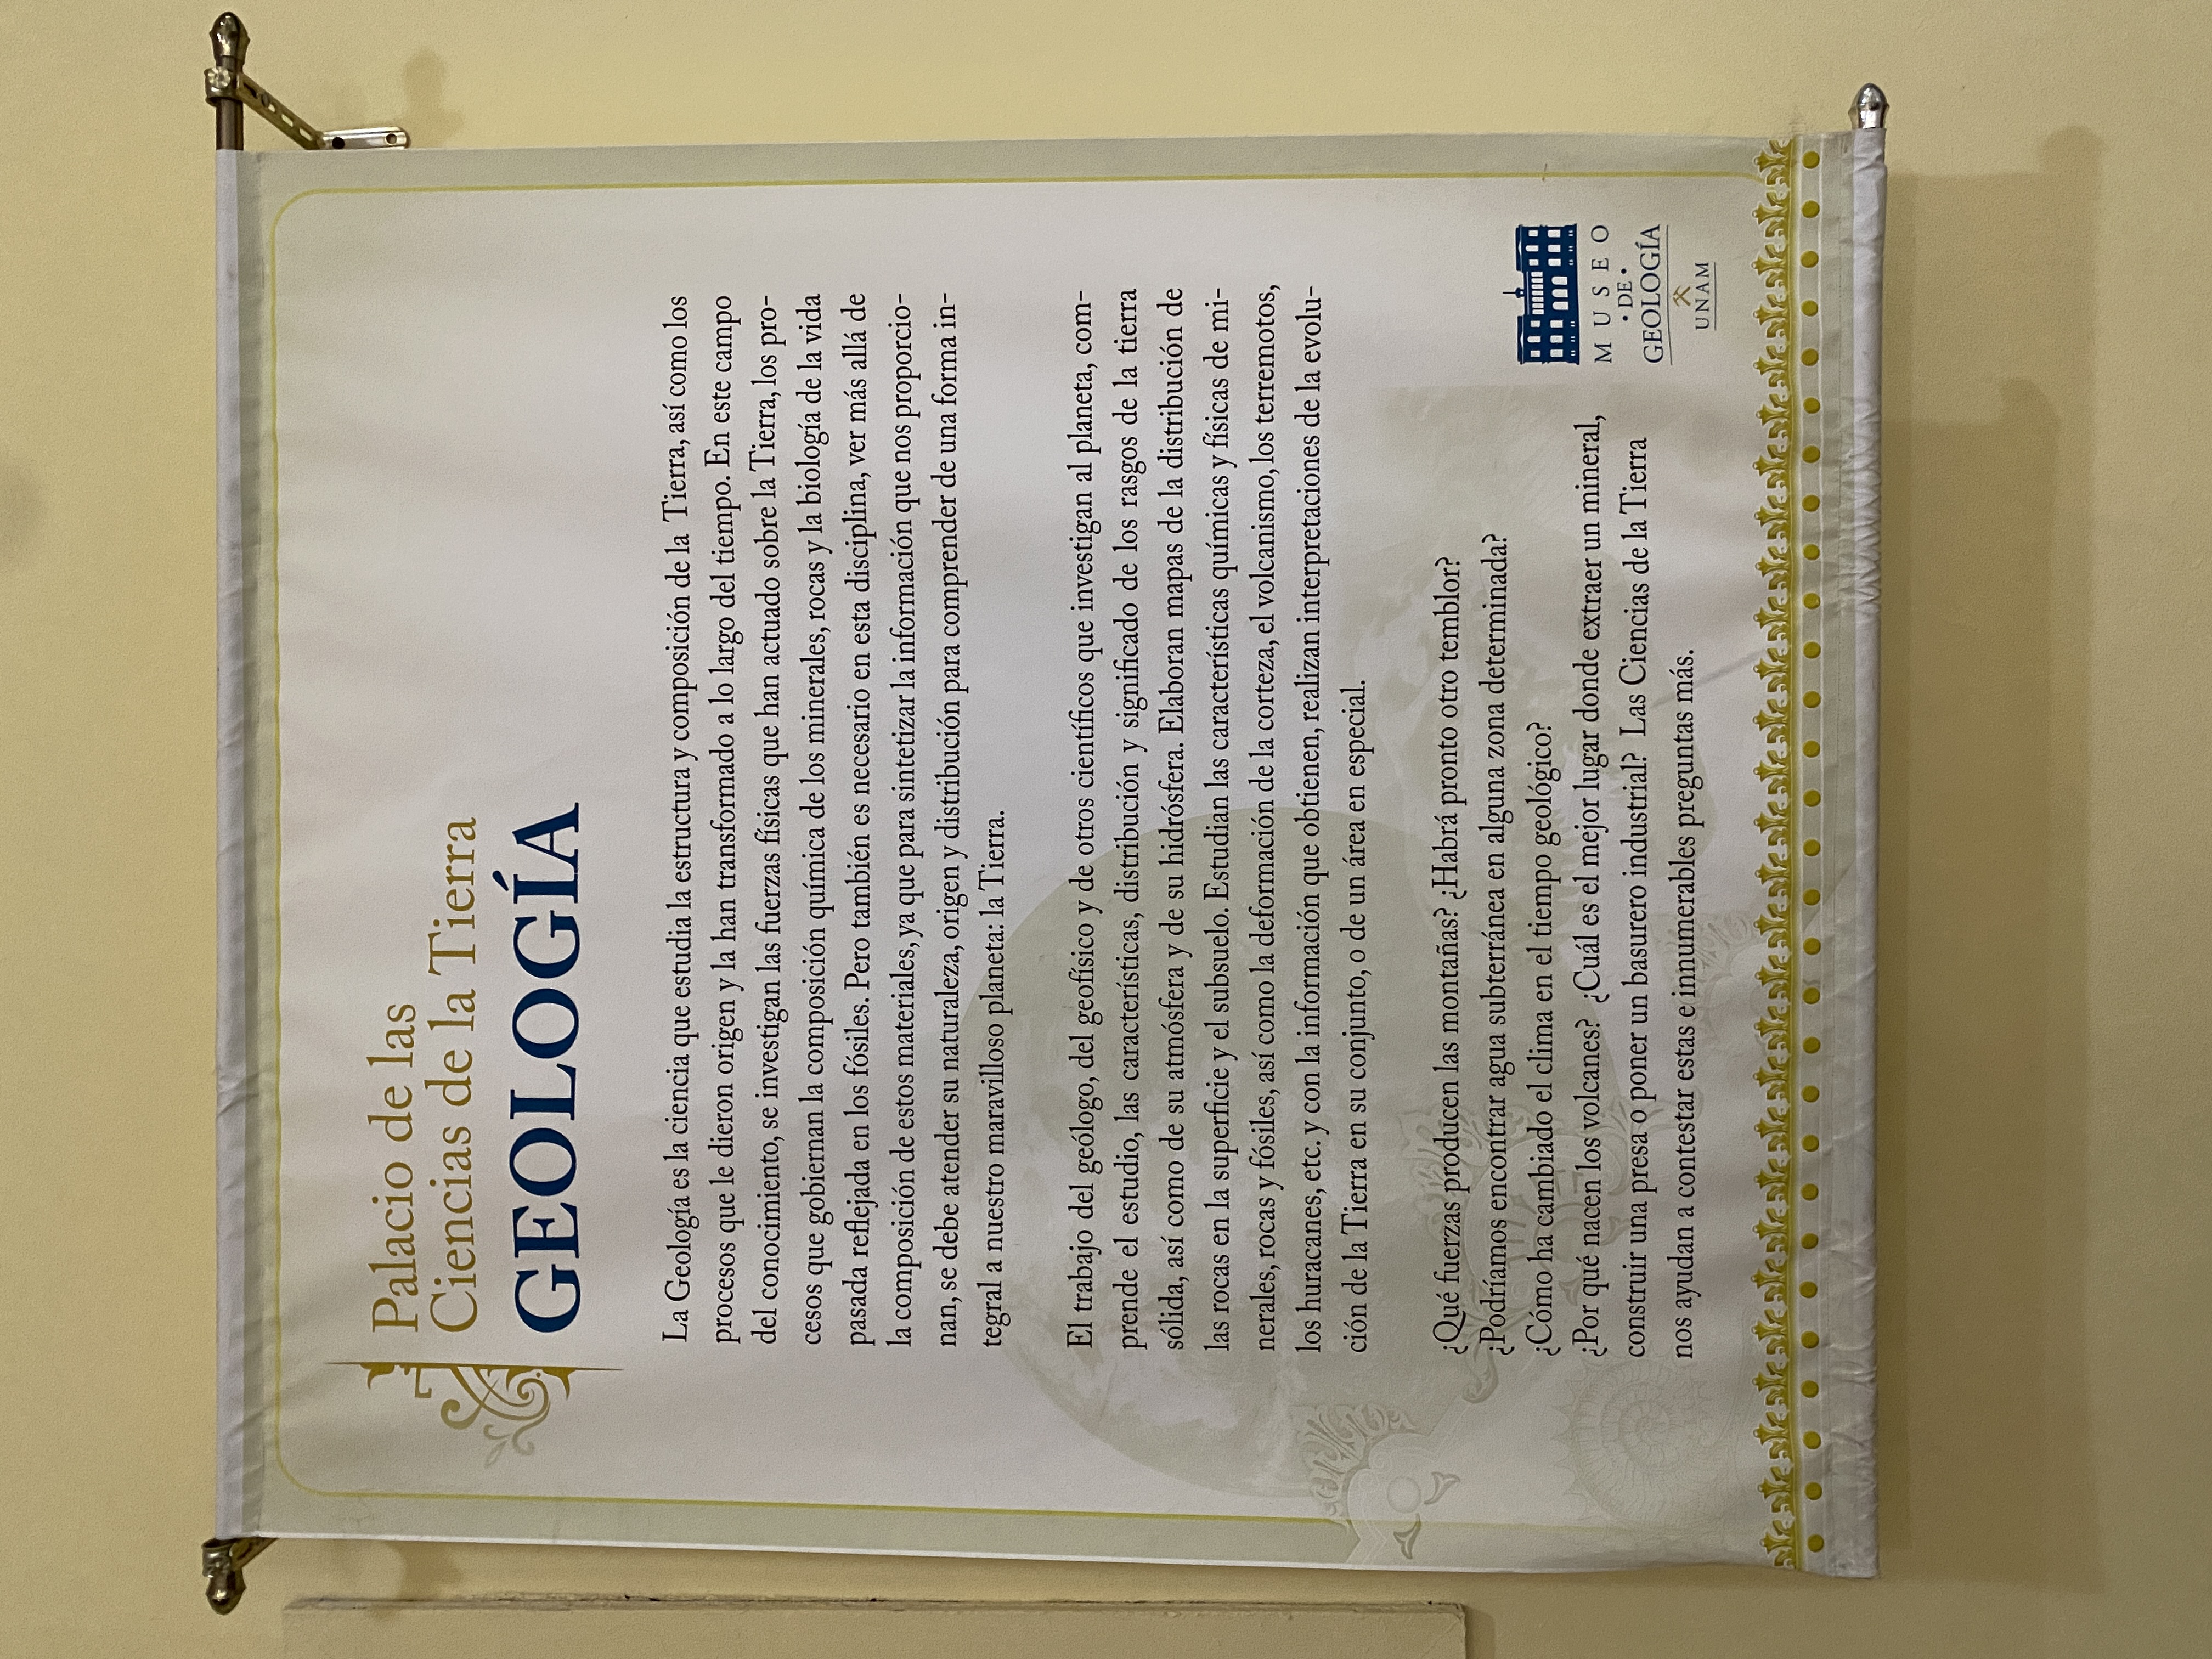 Palacio de las
Ciencias de la Tierra
GEOLOGÍA
La Geología es la ciencia que estudia la estructura y composición de la Tierra, así como los
procesos que le dieron origen y la han transformado a lo largo del tiempo. En este campo
del conocimiento, se investigan las fuerzas físicas que han actuado sobre la Tierra, los pro-
cesos que gobiernan la composición química de los minerales, rocas y la biología de la vida
pasada reflejada en los fósiles. Pero también es necesario en esta disciplina, ver más allá de
la composición de estos materiales, ya que para sintetizar la información que nos proporcio-
nan, se debe atender su naturaleza, origen y distribución para comprender de una forma in-
tegral a nuestro maravilloso planeta: la Tierra.
El trabajo del geólogo, del geofísico y de otros científicos que investigan al planeta, com-
prende el estudio, las características, distribución y significado de los rasgos de la tierra
sólida, así como de su atmósfera y de su hidrósfera. Elaboran mapas de la distribución de
las rocas en la superficie y el subsuelo. Estudian las características químicas y físicas de mi-
nerales, rocas y fósiles, así como la deformación de la corteza, el volcanismo, los terremotos,
los huracanes, etc. y con la información que obtienen, realizan interpretaciones de la evolu-
ción de la Tierra en su conjunto, o de un área en especial.
¿Qué fuerzas producen las montañas? ¿Habrá pronto otro temblor?
¿Podríamos encontrar agua subterránea en alguna zona determinada?
¿Cómo ha cambiado el clima en el tiempo geológico?
¿Por qué nacen los volcanes? ¿Cuál es el mejor lugar donde extraer un mineral,
construir una presa o poner un basurero industrial? Las Ciencias de la Tierra
nos ayudan a contestar estas e innumerables preguntas más.
MUSEO
• DE •
GEOLOGÍA
UNAM